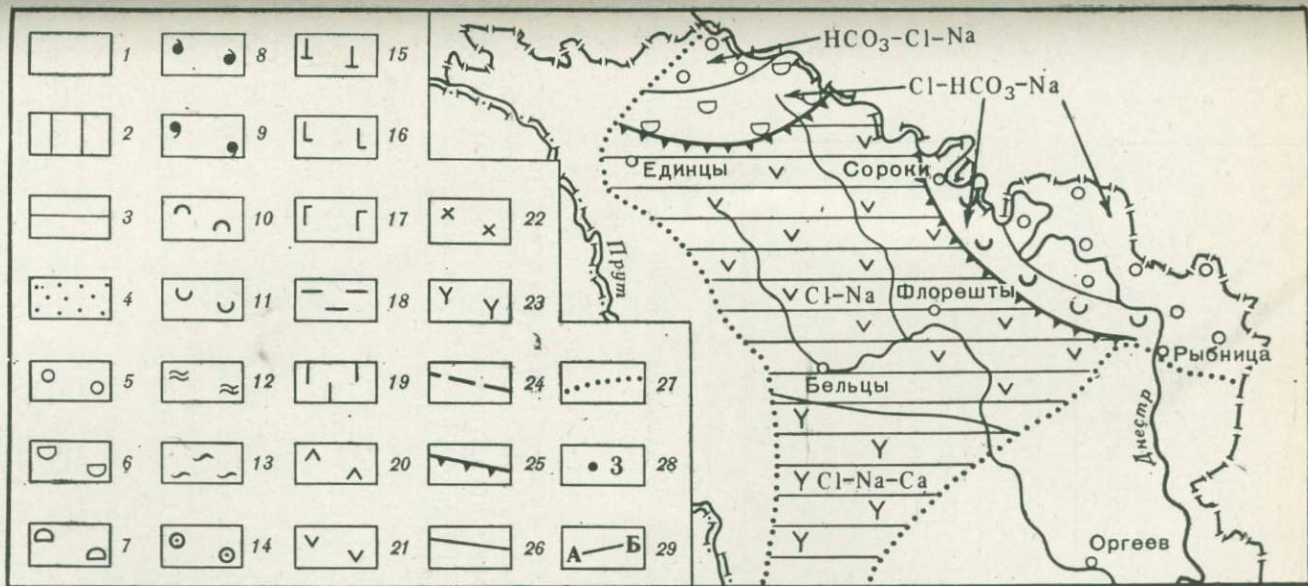 1 8 15
2 9 16
3 10 17 22
4 11 18 23
5 12 19 24 27
6 13 20 25 28
7 14 21 26 29
З
А Б
HCO₃-Cl-Na
Cl-HCO₃-Na
Единцы
Сороки
Прут
Cl-Na
Флорешты
Рыбница
Бельцы
Днестр
Cl-Na-Ca
Оргеев